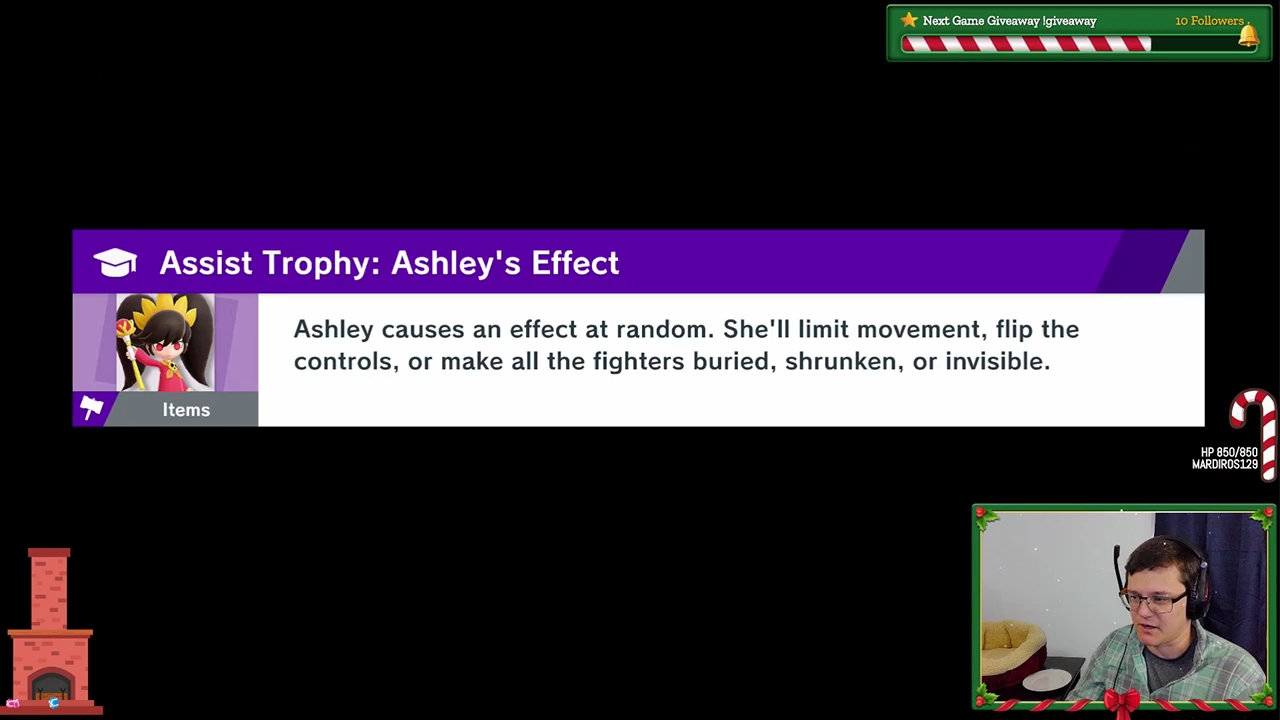 Next Game Giveaway !giveaway
10 Followers
Assist Trophy: Ashley's Effect
Ashley causes an effect at random. She'll limit movement, flip the
controls, or make all the fighters buried, shrunken, or invisible.
Items
HP 850/850
MARDIROS129